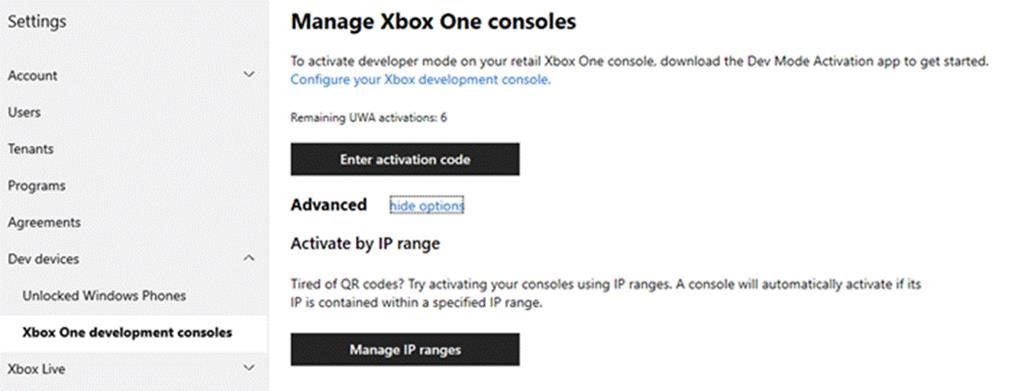 Settings
Account
Users
Tenants
Programs
Agreements
Dev devices
Unlocked Windows Phones
Xbox One development consoles
Xbox Live
Manage Xbox One consoles
To activate developer mode on your retail Xbox One console, download the Dev Mode Activation app to get started.
Configure your Xbox development console.
Remaining UWA activations: 6
Enter activation code
Advanced hide options
Activate by IP range
Tired of QR codes? Try activating your consoles using IP ranges. A console will automatically activate if its
IP is contained within a specified IP range.
Manage IP ranges